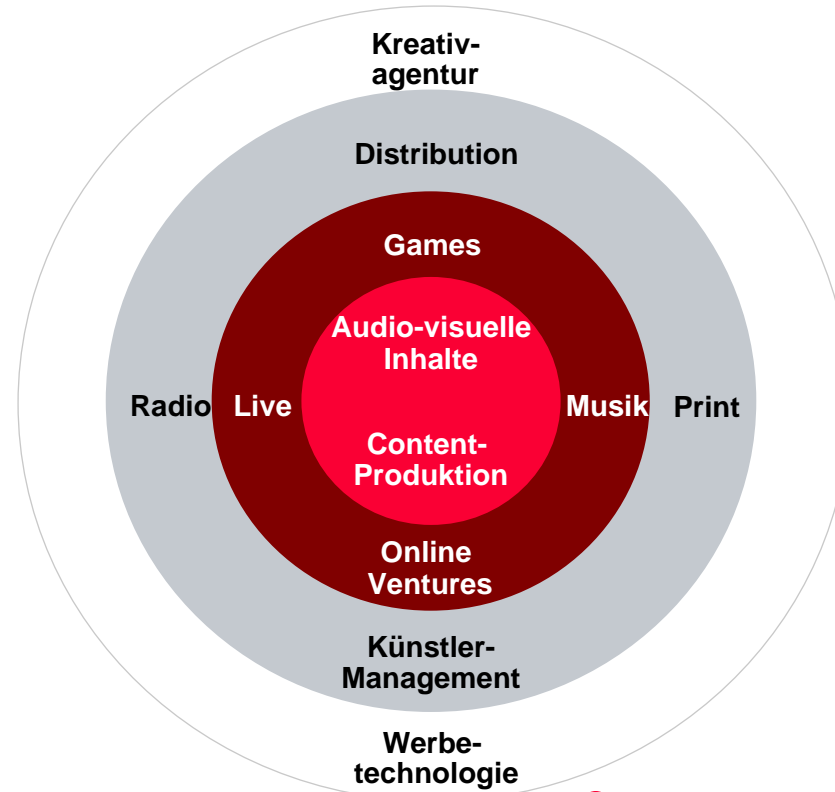 Kreativ-
agentur
Distribution
Games
Audio-visuelle
Inhalte
Radio Live Musik Print
Content-
Produktion
Online
Ventures
Künstler-
Management
Werbe-
technologie